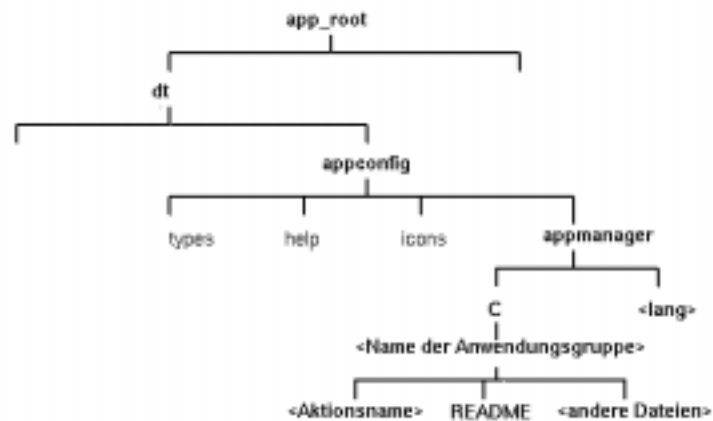 app_root
dt
appconfig
types help icons appmanager
C <lang>
<Name der Anwendungsgruppe>
<Aktionsname> README <andere Dateien>